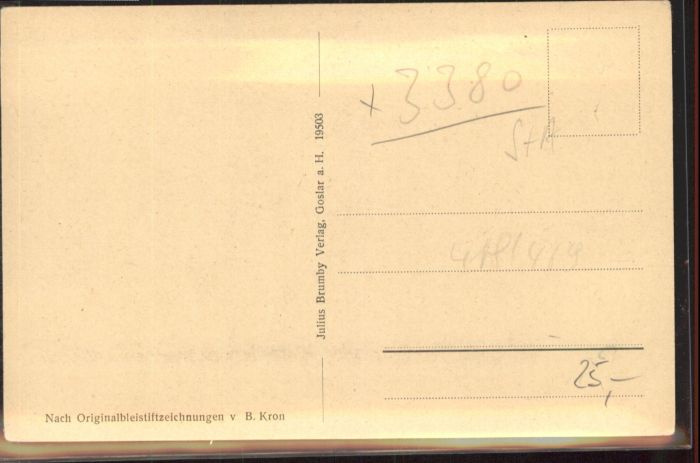 x 3380
StA
Julius Brumby Verlag, Goslar a. H. 19503
25,-
Nach Originalbleistiftzeichnungen v B. Kron